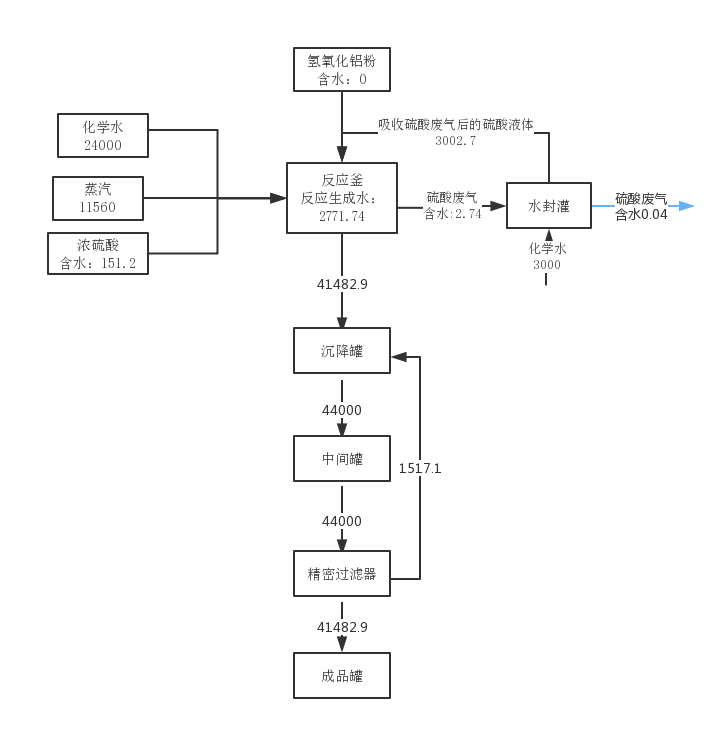 氢氧化铝粉
含水：0
吸收硫酸废气后的硫酸液体
3002.7
化学水
24000
反应釜
反应生成水：
2771.74
蒸汽
11560
硫酸废气
含水:2.74
水封灌
硫酸废气
含水0.04
浓硫酸
含水：151.2
化学水
3000
41482.9
沉降罐
44000
中间罐
1517.1
44000
精密过滤器
41482.9
成品罐